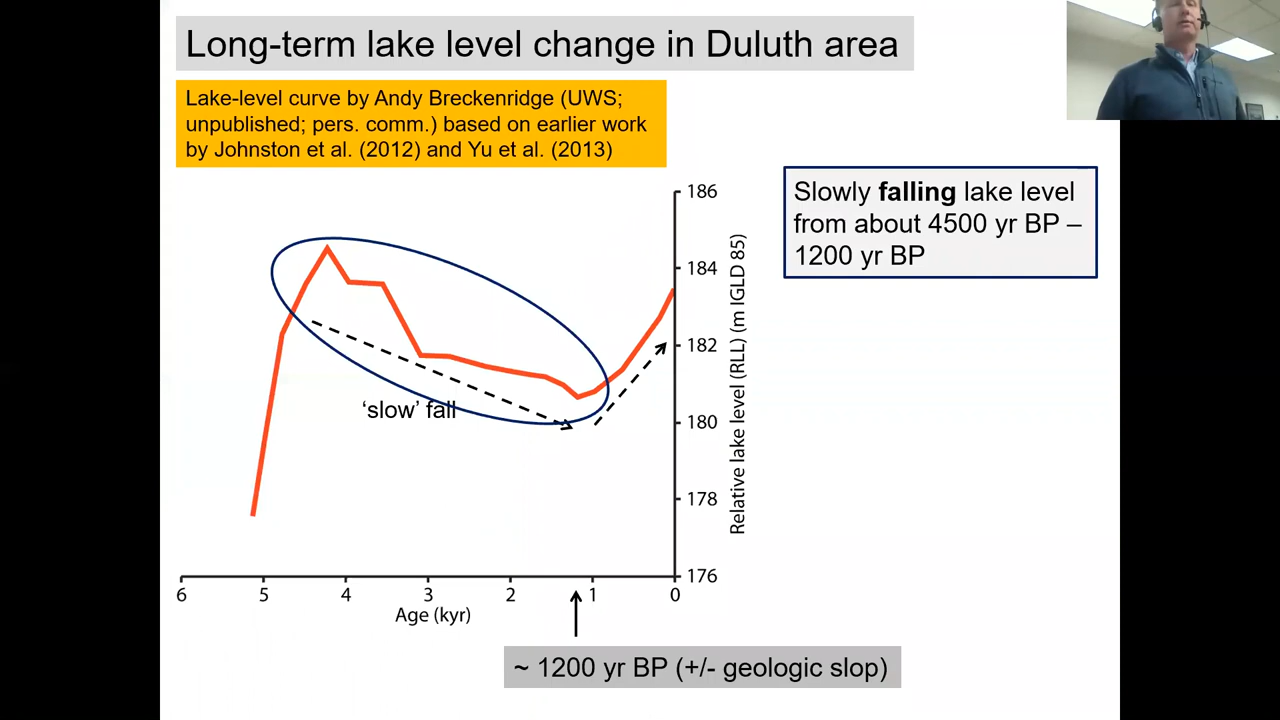 Long-term lake level change in Duluth area
Lake-level curve by Andy Breckenridge (UWS;
unpublished; pers. comm.) based on earlier work
by Johnston et al. (2012) and Yu et al. (2013)
Slowly falling lake level
from about 4500 yr BP –
1200 yr BP
186
184
182
180
178
176
Relative lake level (RLL) (m IGLD 85)
‘slow’ fall
6 5 4 3 2 1 0
Age (kyr)
~ 1200 yr BP (+/- geologic slop)